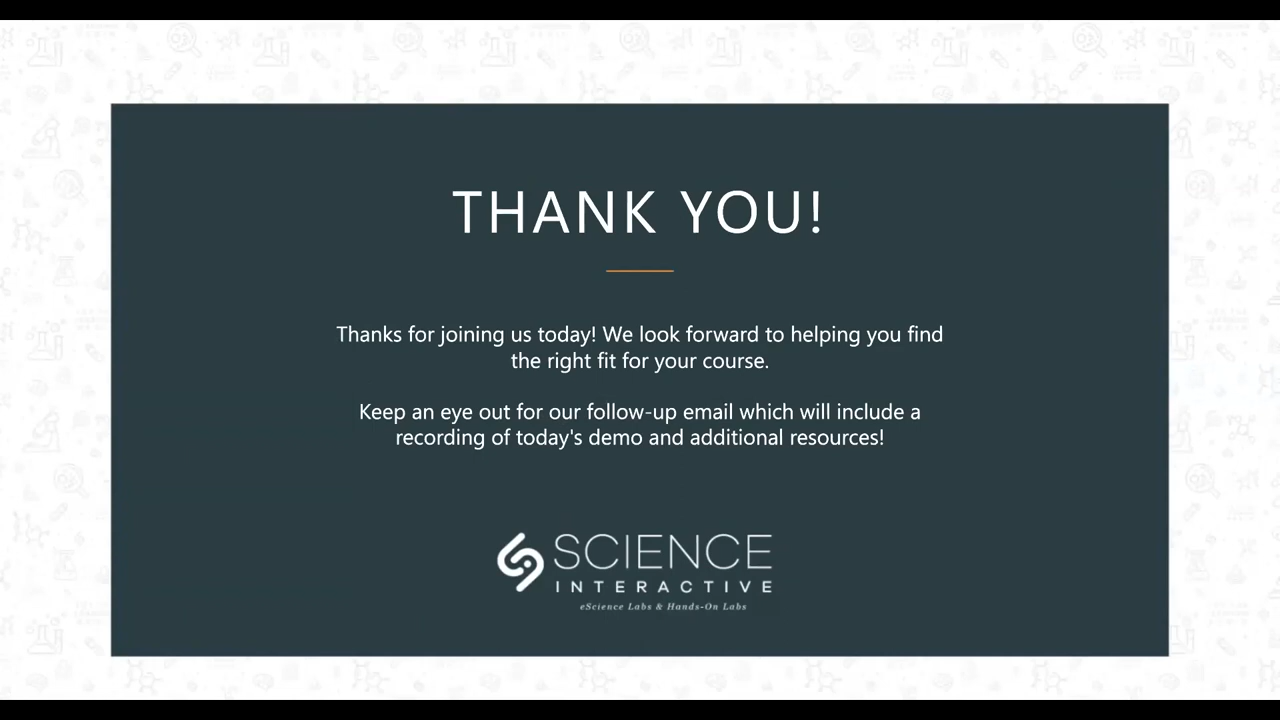 THANK YOU!
Thanks for joining us today! We look forward to helping you find
the right fit for your course.
Keep an eye out for our follow-up email which will include a
recording of today's demo and additional resources!
SCIENCE
INTERACTIVE
eScience Labs & Hands-On Labs